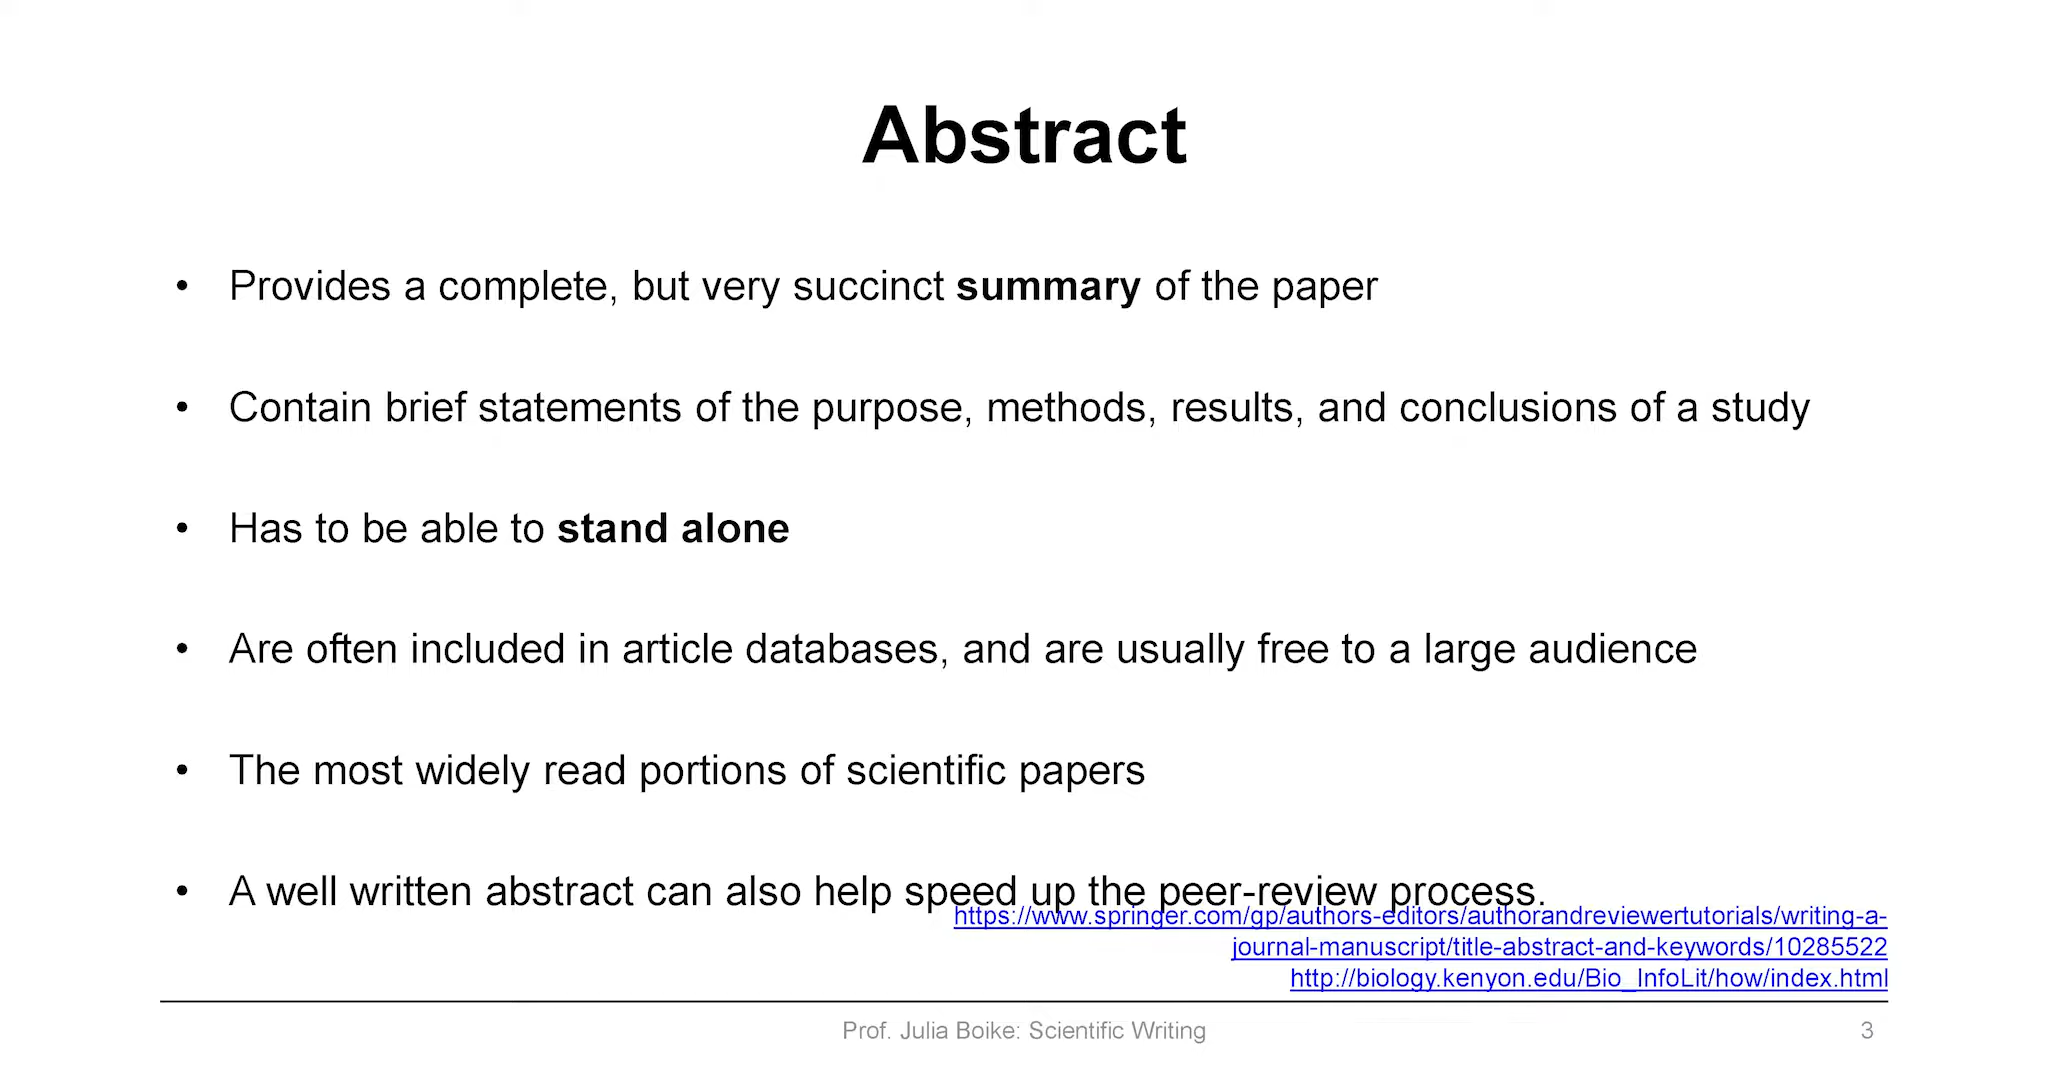 Abstract
• Provides a complete, but very succinct summary of the paper
• Contain brief statements of the purpose, methods, results, and conclusions of a study
• Has to be able to stand alone
• Are often included in article databases, and are usually free to a large audience
• The most widely read portions of scientific papers
• A well written abstract can also help speed up the peer-review process.
https://www.springer.com/gp/authors-editors/authorandreviewertutorials/writing-a-
journal-manuscript/title-abstract-and-keywords/10285522
http://biology.kenyon.edu/Bio_InfoLit/how/index.html
Prof. Julia Boike: Scientific Writing
3